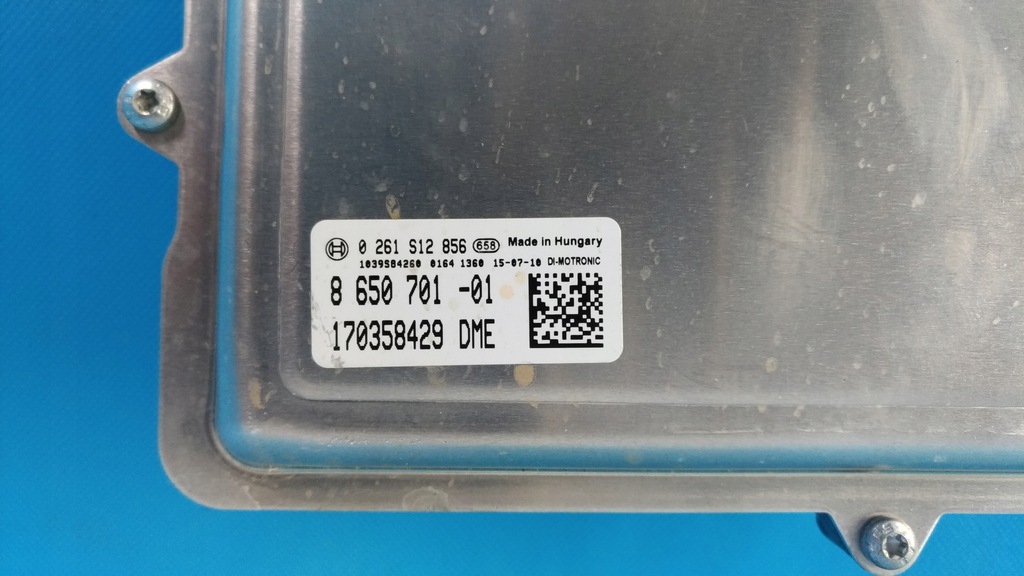 0 261 S12 856 658 Made in Hungary
1039S84260 0164 1360 15-07-10 DI-MOTRONIC
8 650 701 -01
170358429 DME